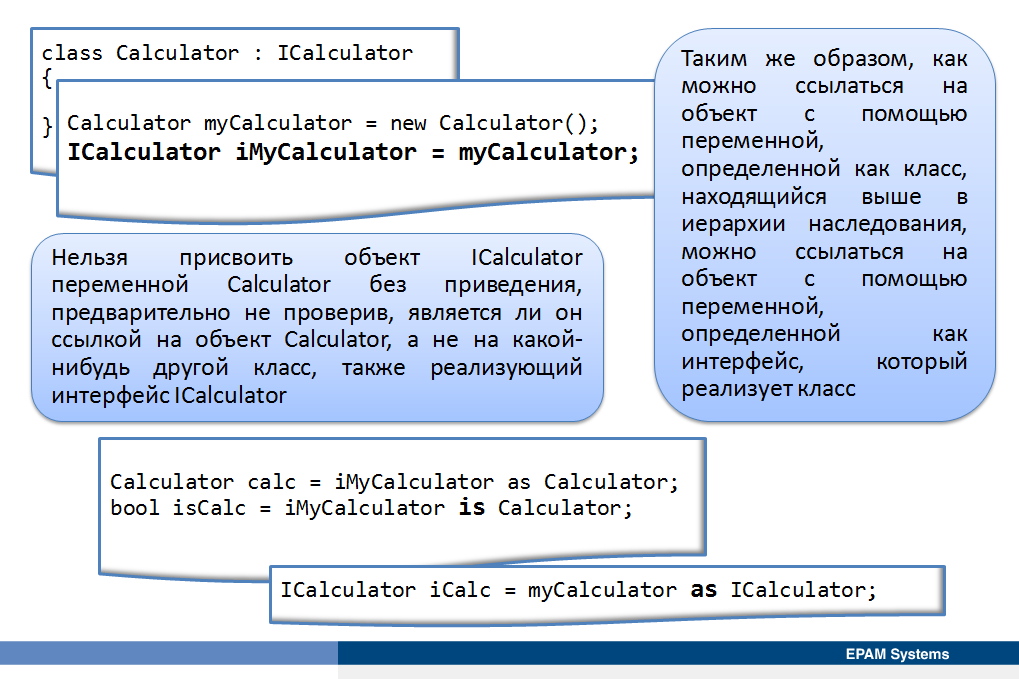 class Calculator : ICalculator
{
}
Calculator myCalculator = new Calculator();
ICalculator iMyCalculator = myCalculator;
Таким же образом, как
можно ссылаться на
объект с помощью
переменной,
определенной как класс,
находящийся выше в
иерархии наследования,
можно ссылаться на
объект с помощью
переменной,
определенной как
интерфейс, который
реализует класс
Нельзя присвоить объект ICalculator
переменной Calculator без приведения,
предварительно не проверив, является ли он
ссылкой на объект Calculator, а не на какой-
нибудь другой класс, также реализующий
интерфейс ICalculator
Calculator calc = iMyCalculator as Calculator;
bool isCalc = iMyCalculator is Calculator;
ICalculator iCalc = myCalculator as ICalculator;
EPAM Systems